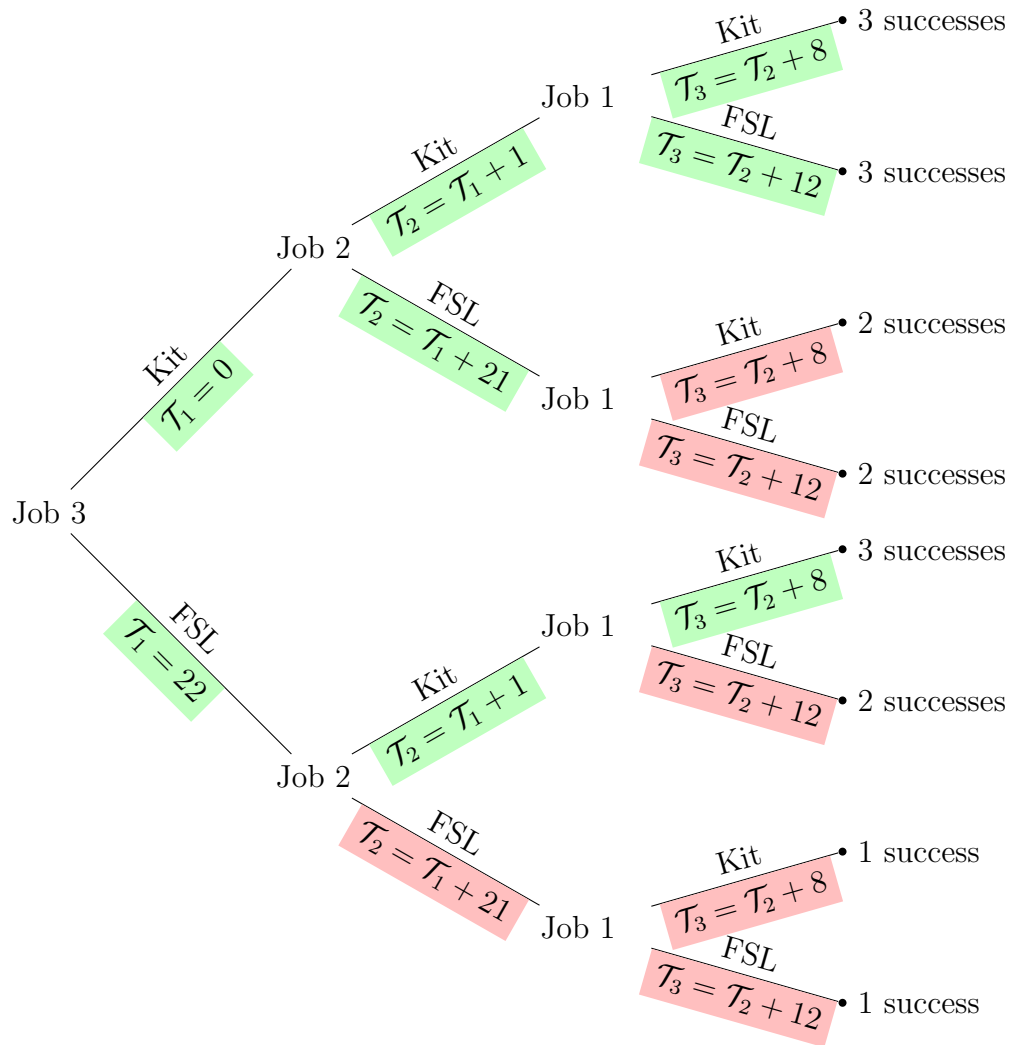 Kit
3 successes
𝒯₃ = 𝒯₂ + 8
Job 1
FSL
𝒯₃ = 𝒯₂ + 12
3 successes
Kit
𝒯₂ = 𝒯₁ + 1
Job 2
FSL
𝒯₂ = 𝒯₁ + 21
Kit
2 successes
𝒯₃ = 𝒯₂ + 8
Job 1
FSL
𝒯₃ = 𝒯₂ + 12
2 successes
Kit
𝒯₁ = 0
Job 3
FSL
𝒯₁ = 22
Kit
3 successes
𝒯₃ = 𝒯₂ + 8
Job 1
FSL
𝒯₃ = 𝒯₂ + 12
2 successes
Kit
𝒯₂ = 𝒯₁ + 1
Job 2
FSL
𝒯₂ = 𝒯₁ + 21
Kit
1 success
𝒯₃ = 𝒯₂ + 8
Job 1
FSL
𝒯₃ = 𝒯₂ + 12
1 success